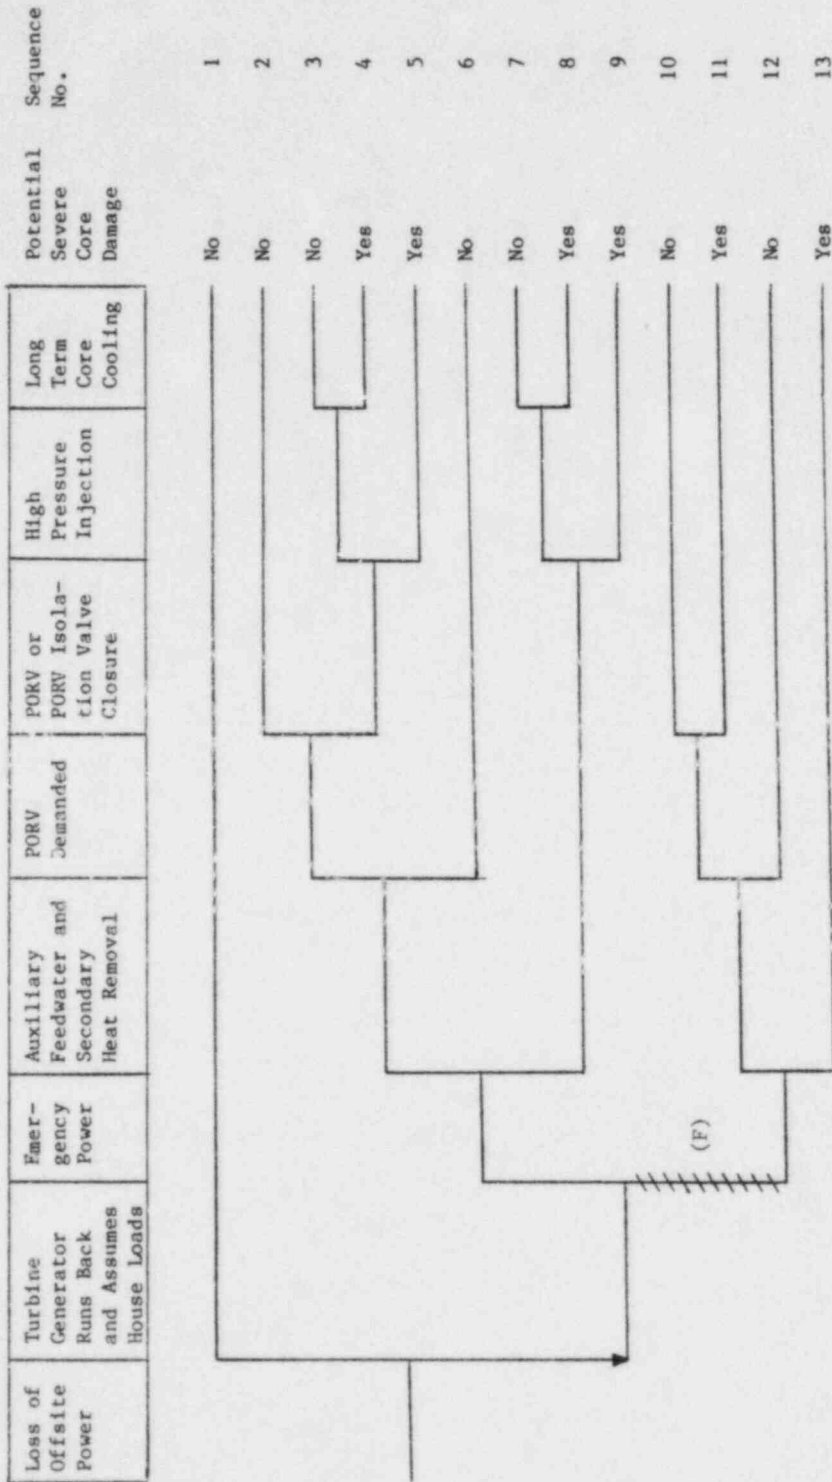 Loss of
Offsite
Power
Turbine
Generator
Runs Back
and Assumes
House Loads
Emer-
gency
Power
Auxiliary
Feedwater and
Secondary
Heat Removal
PORV
Demanded
PORV or
PORV Isola-
tion Valve
Closure
High
Pressure
Injection
Long
Term
Core
Cooling
Potential
Severe
Core
Damage
Sequence
No.
No 1
No 2
No 3
Yes 4
Yes 5
No 6
No 7
Yes 8
Yes 9
No 10
Yes 11
No 12
Yes 13
(F)